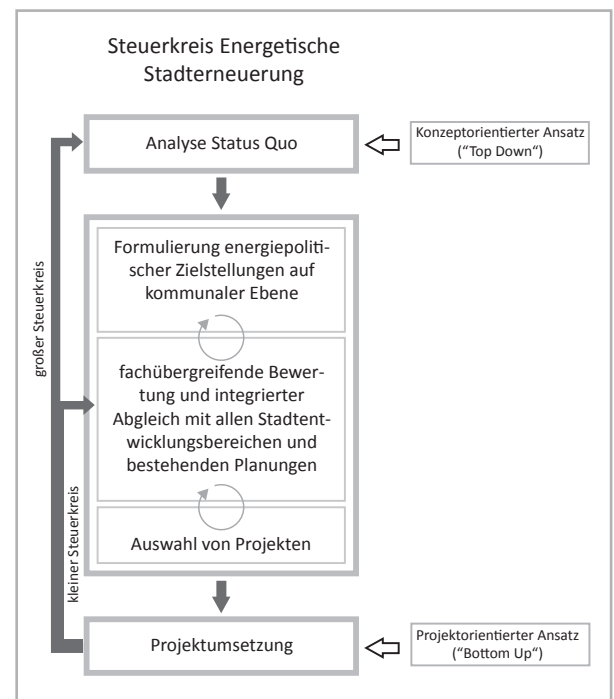 Steuerkreis Energetische
Stadterneuerung
Analyse Status Quo
Konzeptorientierter Ansatz
("Top Down“)
Formulierung energiepoliti-
scher Zielstellungen auf
kommunaler Ebene
großer Steuerkreis
fachübergreifende Bewer-
tung und integrierter
Abgleich mit allen Stadtent-
wicklungsbereichen und
bestehenden Planungen
kleiner Steuerkreis
Auswahl von Projekten
Projektumsetzung
Projektorientierter Ansatz
("Bottom Up“)